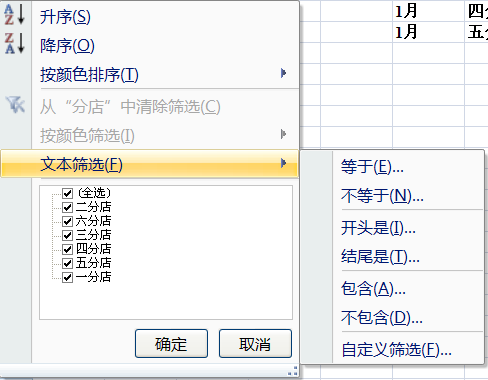 升序(S)
降序(O)
按颜色排序(T)
从“分店”中清除筛选(C)
按颜色筛选(I)
文本筛选(F)
(全选)
二分店
六分店
三分店
四分店
五分店
一分店
确定 取消
1月 四分
1月 五分
等于(E)...
不等于(N)...
开头是(I)...
结尾是(T)...
包含(A)...
不包含(D)...
自定义筛选(F)...